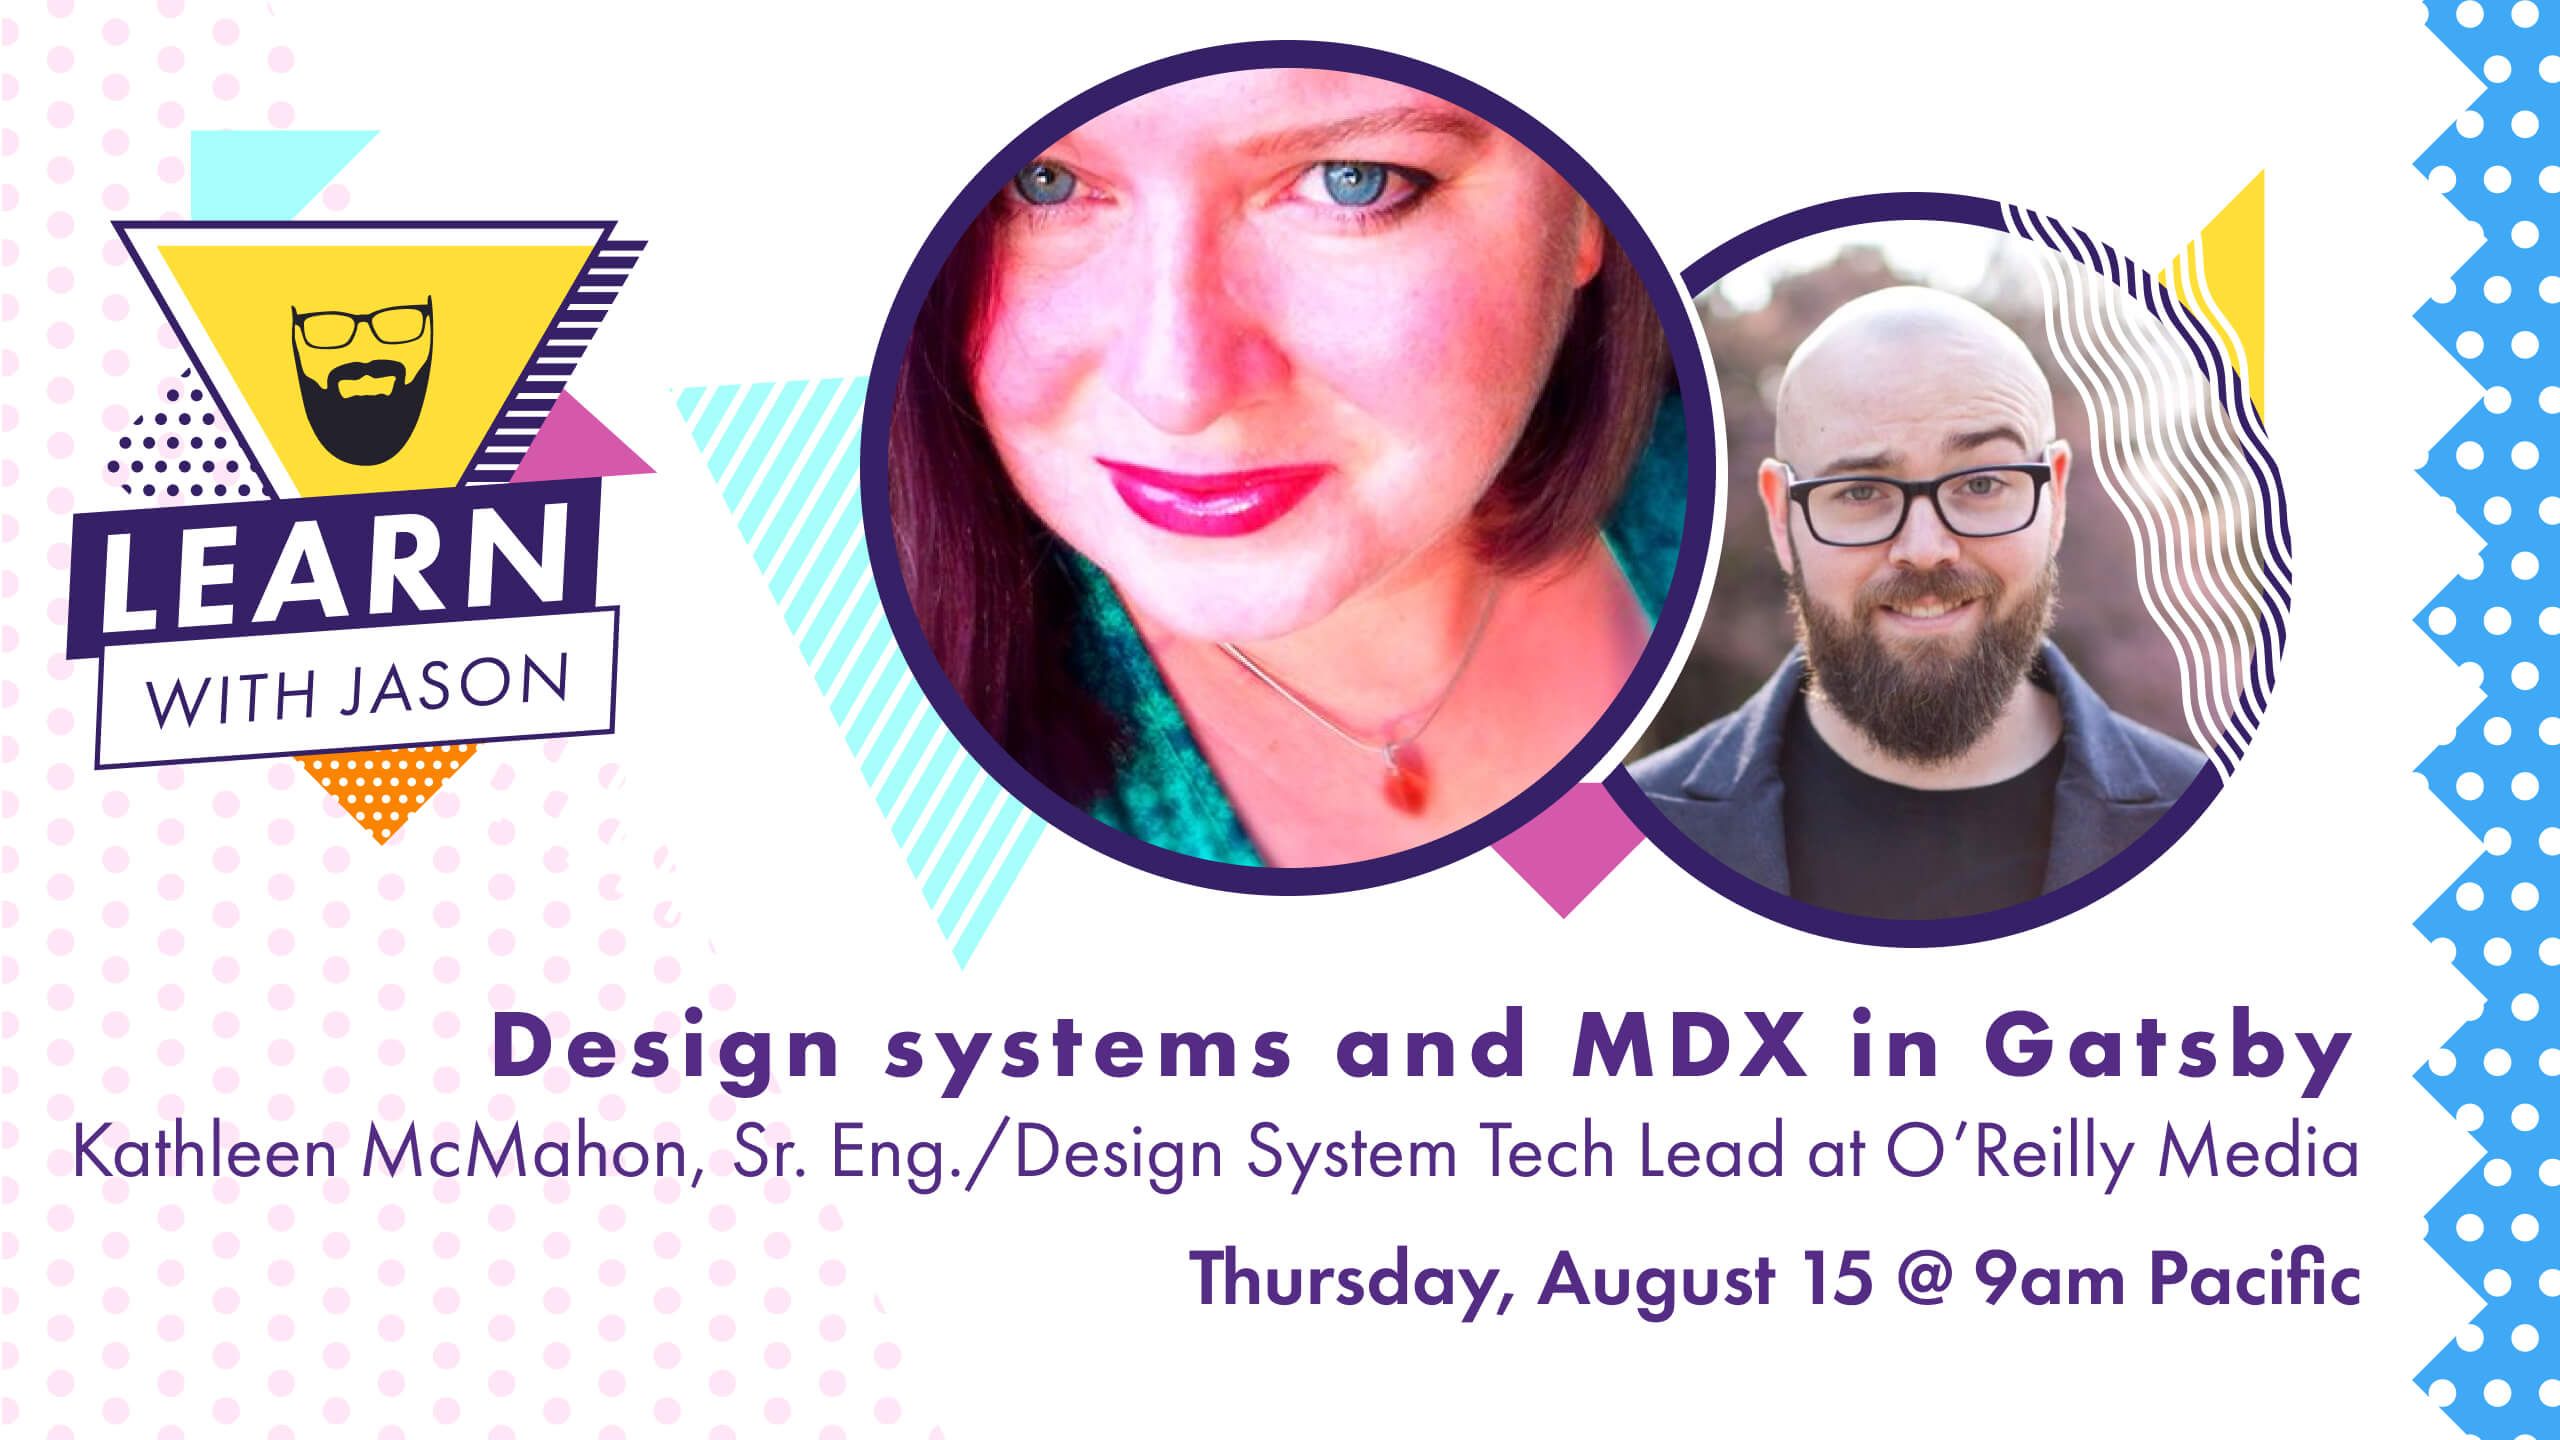 LEARN
WITH JASON
Design systems and MDX in Gatsby
Kathleen McMahon, Sr. Eng./Design System Tech Lead at O’Reilly Media
Thursday, August 15 @ 9am Pacific